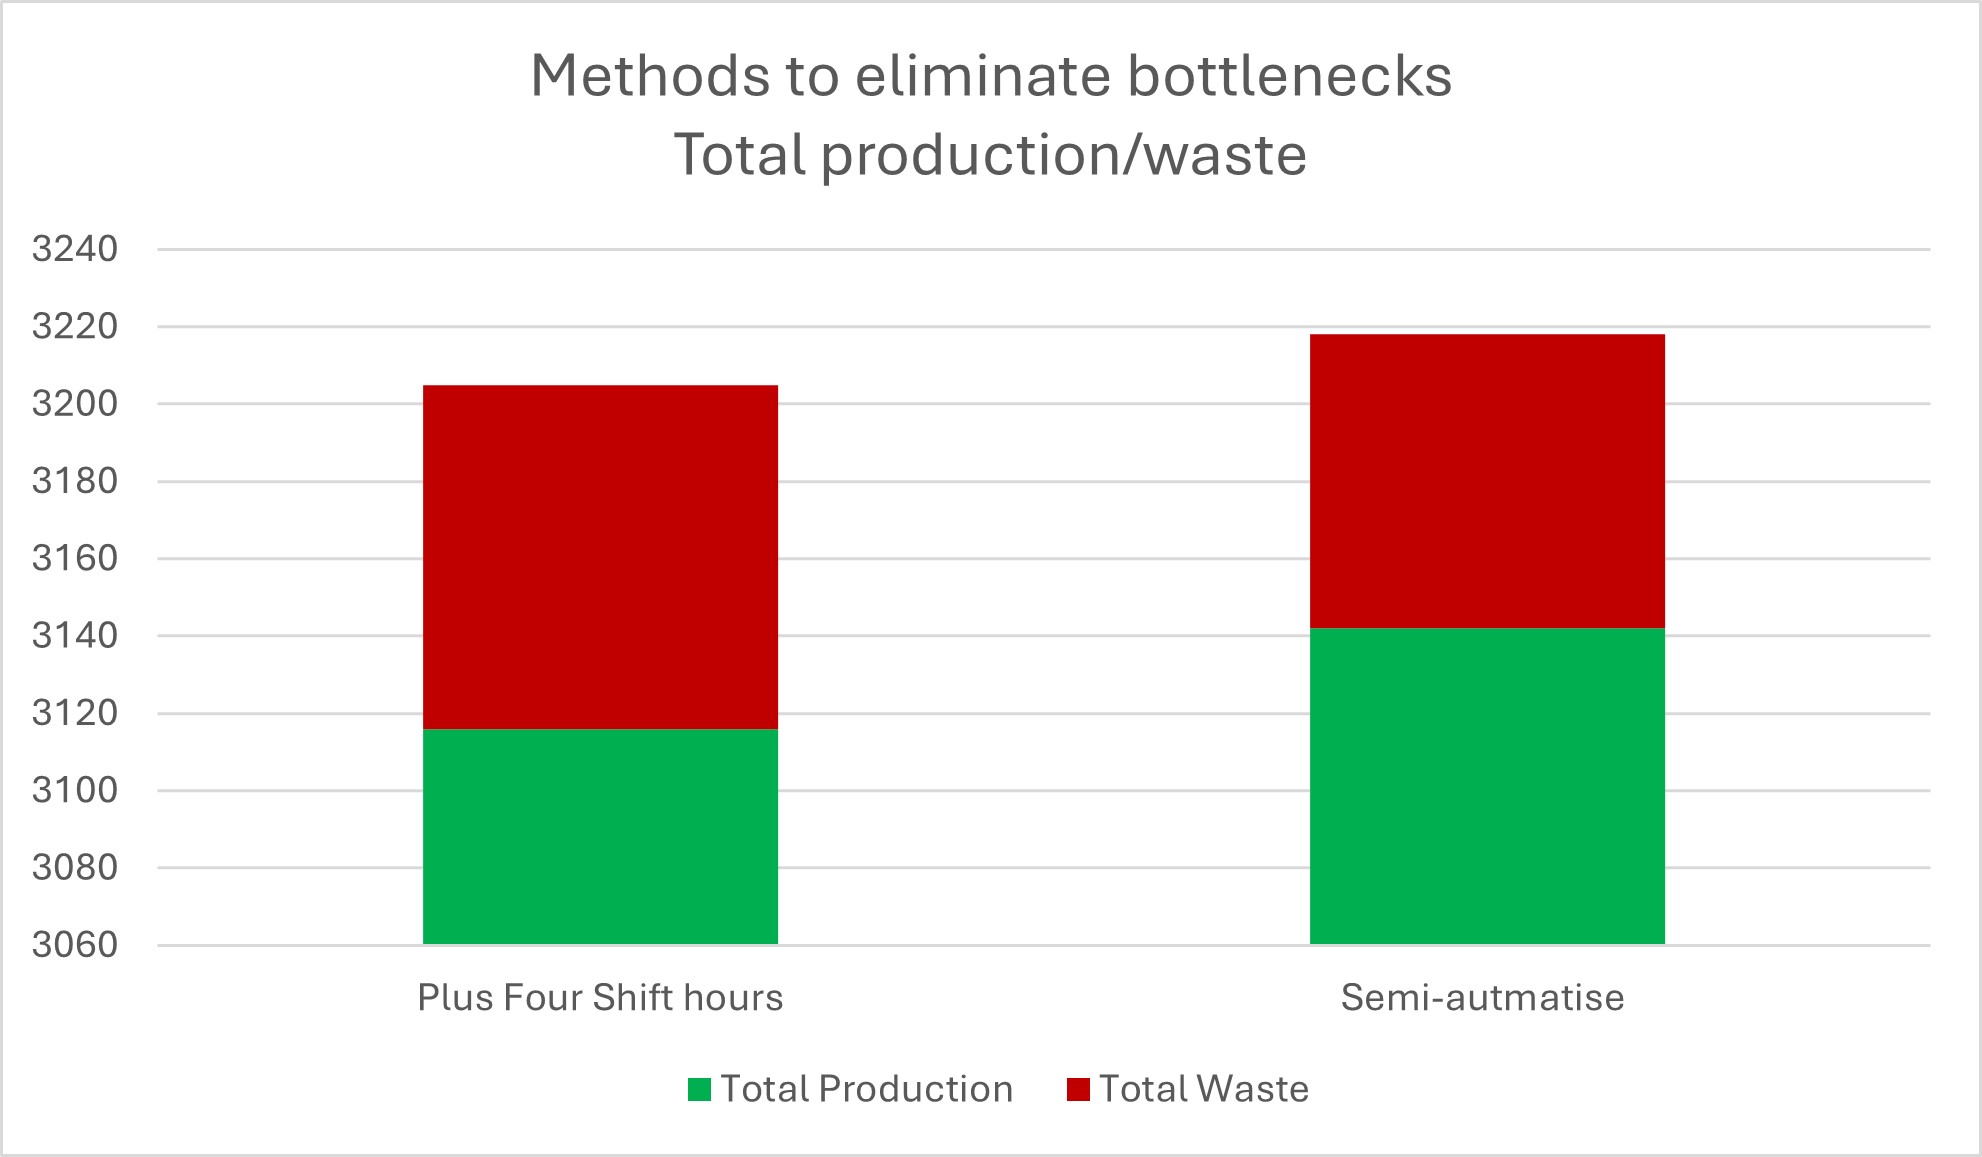 Methods to eliminate bottlenecks
Total production/waste
3240
3220
3200
3180
3160
3140
3120
3100
3080
3060
Plus Four Shift hours
Semi-autmatise
Total Production
Total Waste